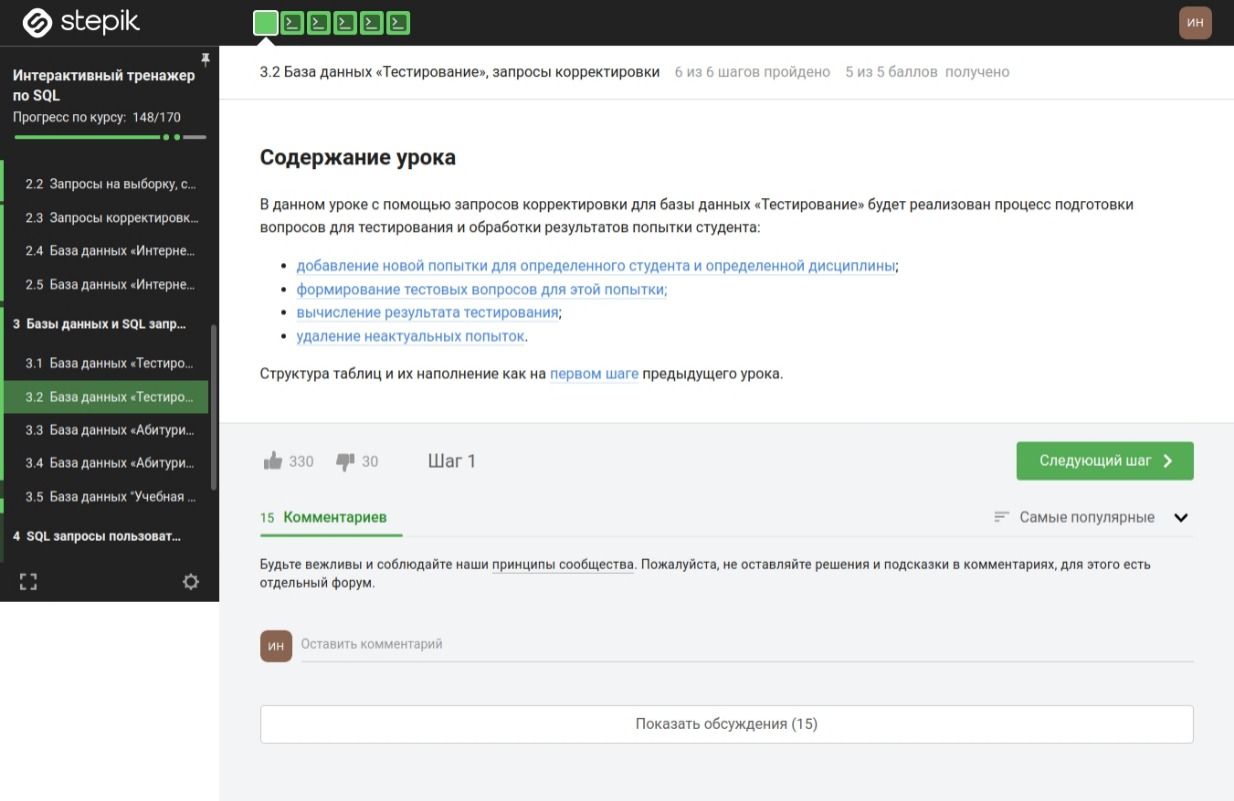 stepik
ИН
Интерактивный тренажер
по SQL
Прогресс по курсу: 148/170
2.2 Запросы на выборку, с...
2.3 Запросы корректировк...
2.4 База данных «Интерне...
2.5 База данных «Интерне...
3 Базы данных и SQL запр...
3.1 База данных «Тестиро...
3.2 База данных «Тестиро...
3.3 База данных «Абитури...
3.4 База данных «Абитури...
3.5 База данных "Учебная ...
4 SQL запросы пользоват...
3.2 База данных «Тестирование», запросы корректировки 6 из 6 шагов пройдено 5 из 5 баллов получено
Содержание урока
В данном уроке с помощью запросов корректировки для базы данных «Тестирование» будет реализован процесс подготовки
вопросов для тестирования и обработки результатов попытки студента:
• добавление новой попытки для определенного студента и определенной дисциплины;
• формирование тестовых вопросов для этой попытки;
• вычисление результата тестирования;
• удаление неактуальных попыток.
Структура таблиц и их наполнение как на первом шаге предыдущего урока.
330 30 Шаг 1 Следующий шаг
15 Комментариев Самые популярные
Будьте вежливы и соблюдайте наши принципы сообщества. Пожалуйста, не оставляйте решения и подсказки в комментариях, для этого есть
отдельный форум.
ИН Оставить комментарий
Показать обсуждения (15)